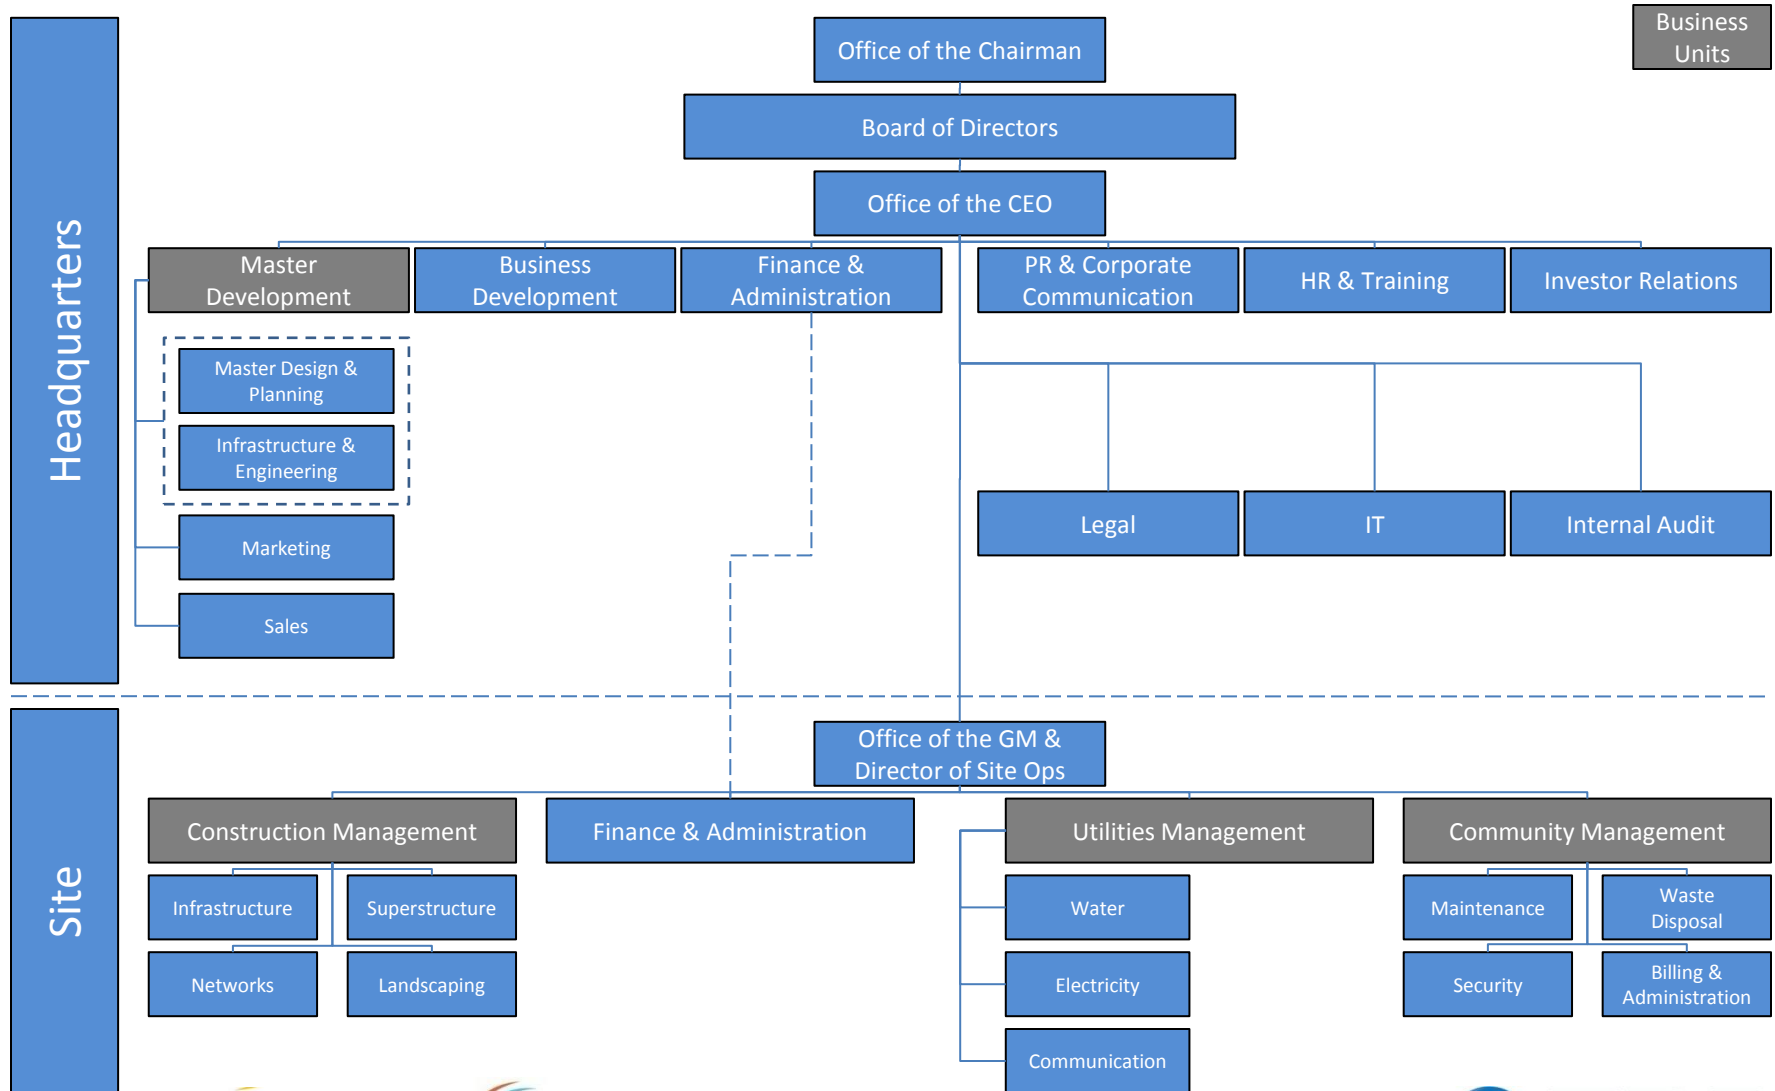 Business
Units
Office of the Chairman
Board of Directors
Office of the CEO
Headquarters
Master
Development
Business
Development
Finance &
Administration
PR & Corporate
Communication
HR & Training
Investor Relations
Master Design &
Planning
Infrastructure &
Engineering
Marketing
Sales
Legal
IT
Internal Audit
Site
Office of the GM &
Director of Site Ops
Construction Management
Finance & Administration
Utilities Management
Community Management
Infrastructure
Superstructure
Networks
Landscaping
Water
Electricity
Communication
Maintenance
Waste
Disposal
Security
Billing &
Administration